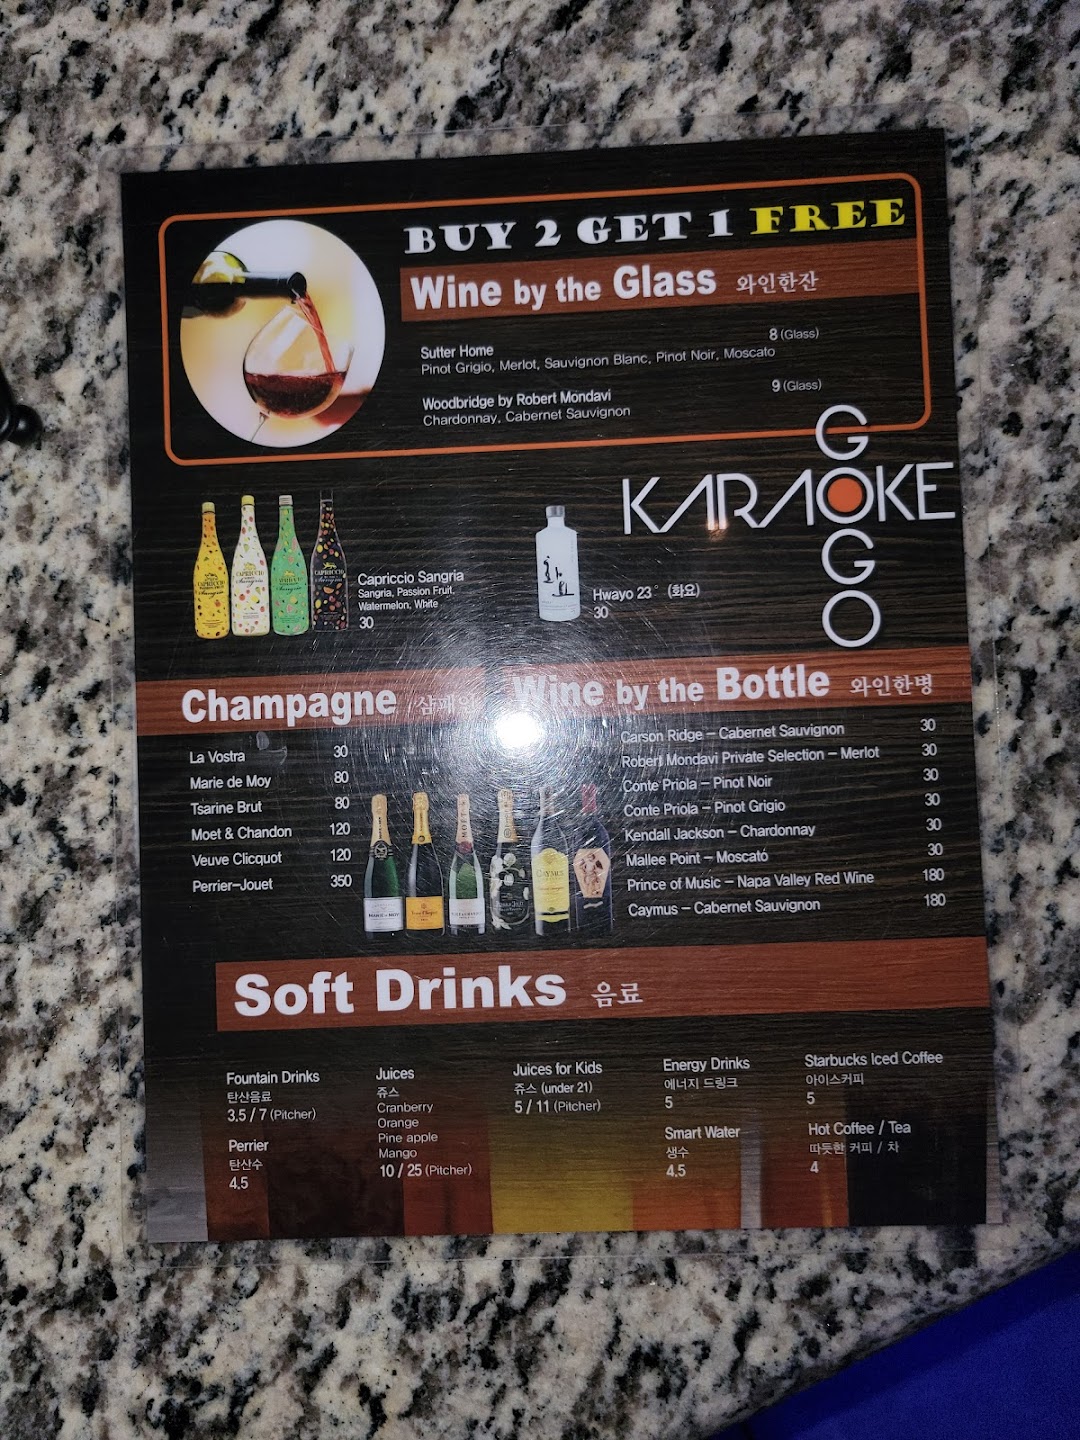 BUY 2 GET 1 FREE
Wine by the Glass 와인한잔
8 (Glass)
Sutter Home
Pinot Grigio, Merlot, Sauvignon Blanc, Pinot Noir, Moscato
9 (Glass)
Woodbridge by Robert Mondavi
Chardonnay, Cabernet Sauvignon
KARAOKE
GOGO
Capriccio Sangria
Sangria, Passion Fruit,
Watermelon, White
30
Hwayo 23° (화요)
30
Champagne 샴페인
La Vostra 30
Marie de Moy 80
Tsarine Brut 80
Moet & Chandon 120
Veuve Clicquot 120
Perrier-Jouet 350
Wine by the Bottle 와인한병
Carson Ridge – Cabernet Sauvignon 30
Robert Mondavi Private Selection – Merlot 30
Conte Priola – Pinot Noir 30
Conte Priola – Pinot Grigio 30
Kendall Jackson – Chardonnay 30
Mallee Point – Moscató 30
Prince of Music – Napa Valley Red Wine 180
Caymus – Cabernet Sauvignon 180
Soft Drinks 음료
Fountain Drinks
탄산음료
3.5 / 7 (Pitcher)
Perrier
탄산수
4.5
Juices
쥬스
Cranberry
Orange
Pine apple
Mango
10 / 25 (Pitcher)
Juices for Kids
쥬스 (under 21)
5 / 11 (Pitcher)
Energy Drinks
에너지 드링크
5
Smart Water
생수
4.5
Starbucks Iced Coffee
아이스커피
5
Hot Coffee / Tea
따듯한 커피 / 차
4